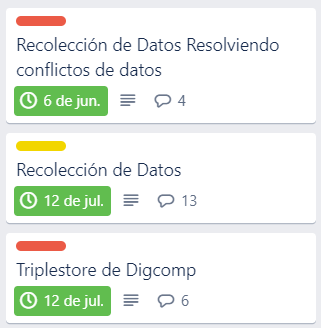 Recolección de Datos Resolviendo
conflictos de datos
6 de jun. 4
Recolección de Datos
12 de jul. 13
Triplestore de Digcomp
12 de jul. 6